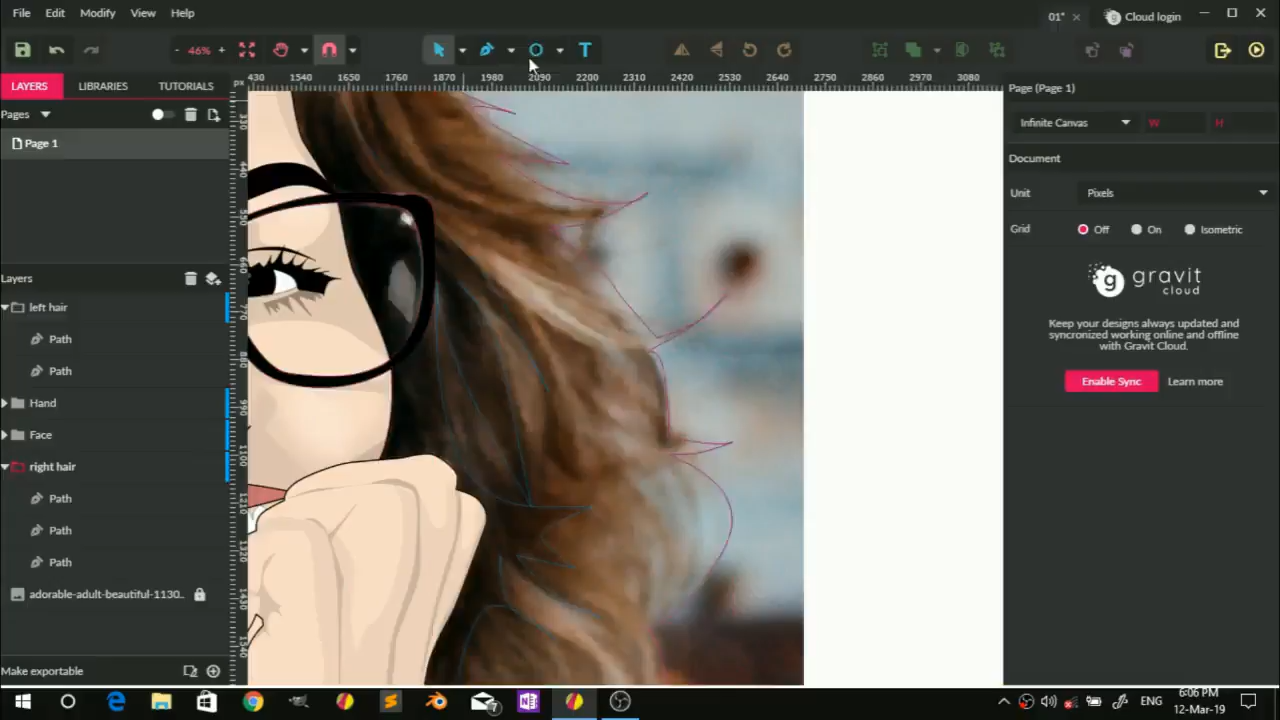 File Edit Modify View Help
01* × Cloud login
- 46% +
T
LAYERS LIBRARIES TUTORIALS
px 430 1540 1650 1760 1870 1980 2090 2200 2310 2420 2530 2640 2750 2860 2970 3080
Page (Page 1)
Pages
Infinite Canvas W H
Page 1
Document
Unit Pixels
Grid Off On Isometric
Layers
gravit
cloud
left hair
Path
Path
Keep your designs always updated and
syncronized working online and offline
with Gravit Cloud.
Enable Sync Learn more
Hand
Face
right hair
Path
Path
Path
adorable-adult-beautiful-1130..
Make exportable
7
ENG
6:06 PM
12-Mar-19